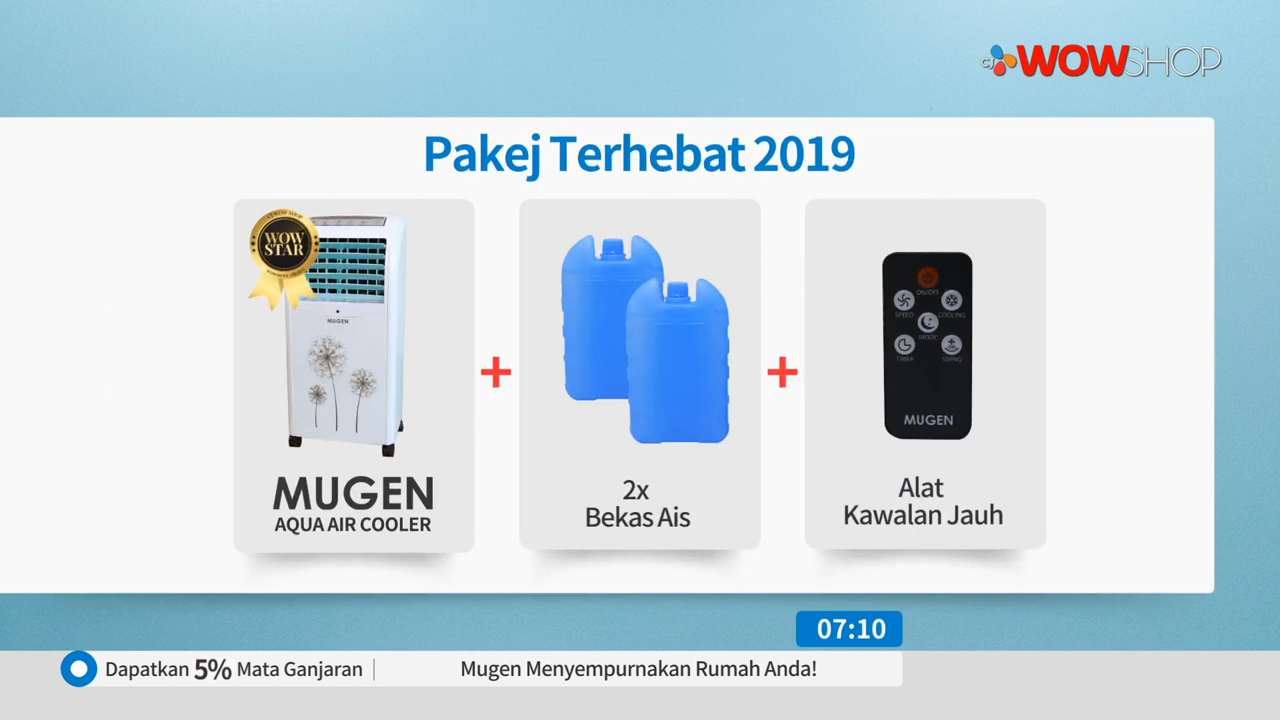 CJ WOWSHOP
Pakej Terhebat 2019
WOW
STAR
MUGEN
ON/OFF
SPEED COOLING
MODE
TIMER SWING
MUGEN
MUGEN
AQUA AIR COOLER
2x
Bekas Ais
Alat
Kawalan Jauh
07:10
Dapatkan 5% Mata Ganjaran
Mugen Menyempurnakan Rumah Anda!